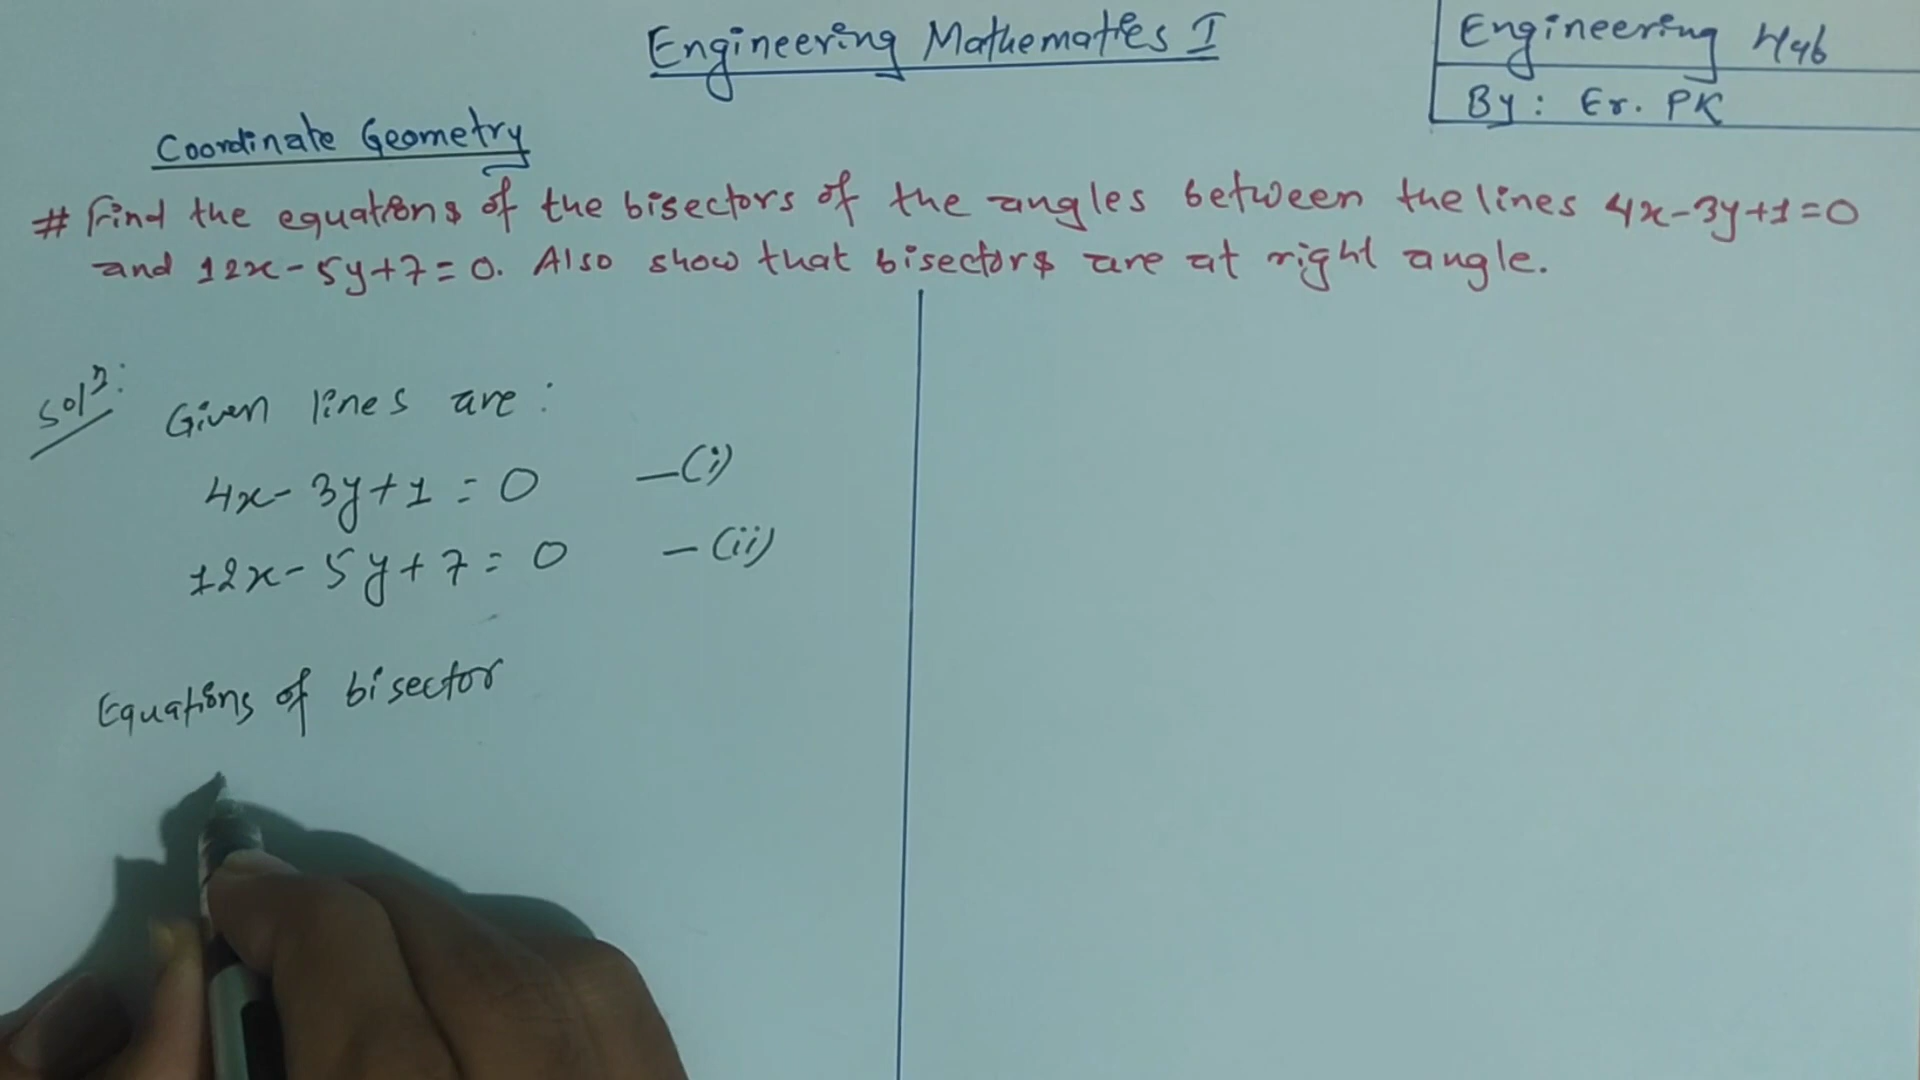 Engineering Mathematics I
Engineering Hub
By: Er. PK
Coordinate Geometry
# Find the equations of the bisectors of the angles between the lines 4x-3y+1=0
and 12x-5y+7=0. Also show that bisectors are at right angle.
Solⁿ:
Given lines are:
4x-3y+1=0 —(i)
12x-5y+7=0 —(ii)
Equations of bisector